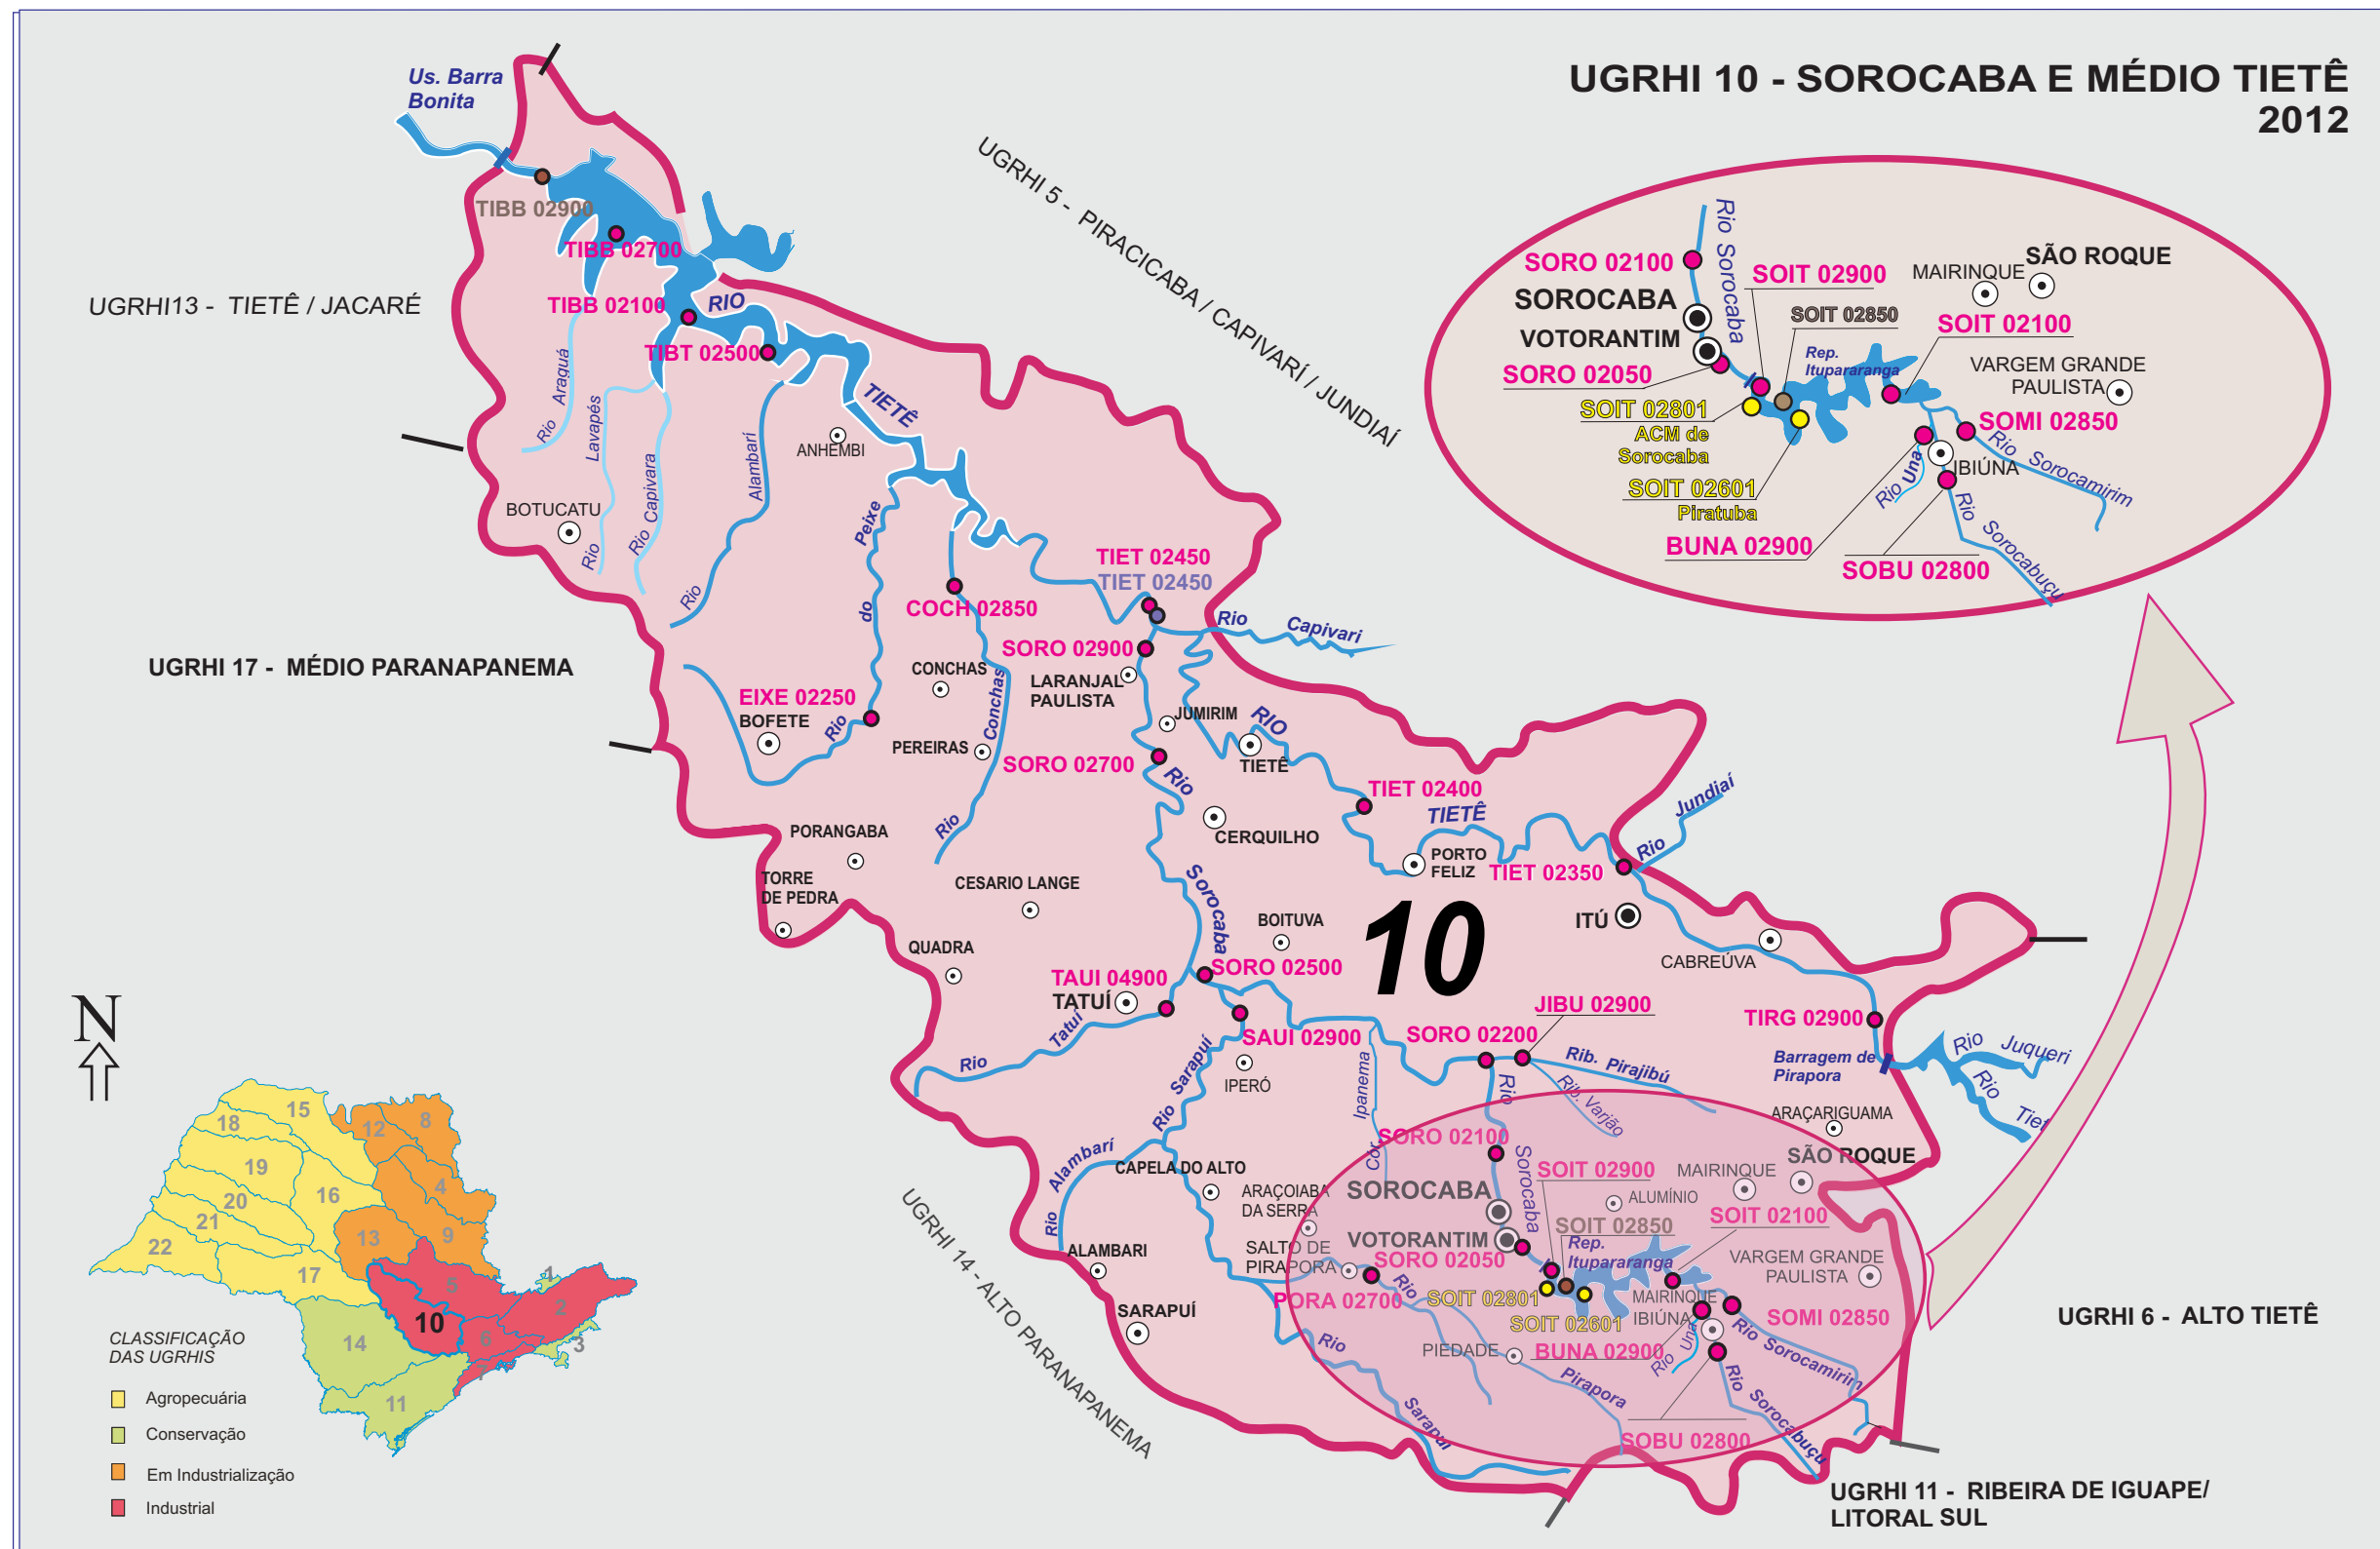 UGRHI 10 - SOROCABA E MÉDIO TIETÊ
2012
Us. Barra
Bonita
TIBB 02900
TIBB 02700
TIBB 02100
RIO
TIBT 02500
TIETÊ
UGRHI13 - TIETÊ / JACARÉ
UGRHI 5 - PIRACICABA / CAPIVARÍ / JUNDIAÍ
Rio Araquá
Rio Lavapés
Rio Capivara
Rio Alambarí
ANHEMBI
BOTUCATU
Rio do Peixe
COCH 02850
TIET 02450
TIET 02450
Rio Capivari
SORO 02900
CONCHAS
LARANJAL
PAULISTA
UGRHI 17 - MÉDIO PARANAPANEMA
EIXE 02250
BOFETE
PEREIRAS
Rio Conchas
JUMIRIM
RIO
TIETÊ
SORO 02700
Rio
Sorocaba
TIET 02400
TIETÊ
CERQUILHO
PORTO
FELIZ
TIET 02350
Rio Jundiaí
PORANGABA
TORRE
DE PEDRA
CESARIO LANGE
BOITUVA
10
ITÚ
CABREÚVA
QUADRA
TAUI 04900
TATUÍ
SORO 02500
Rio Tatuí
SAUI 02900
IPERÓ
Rio Sarapuí
SORO 02200
JIBU 02900
Rib. Pirajibú
Rib. Varjão
TIRG 02900
Barragem de
Pirapora
Rio Juqueri
Rio Tiet
ARAÇARIGUAMA
Cór. Ipanema
Rio Sorocaba
SORO 02100
SOIT 02900
MAIRINQUE
SÃO ROQUE
ALUMÍNIO
Rio Alambarí
CAPELA DO ALTO
ARAÇOIABA
DA SERRA
SOROCABA
SOIT 02850
SOIT 02100
VOTORANTIM
SORO 02050
Rep.
Itupararanga
VARGEM GRANDE
PAULISTA
ALAMBARI
SALTO DE
PIRAPORA
PORA 02700
Rio Pirapora
SOIT 02801
SOIT 02601
MAIRINQUE
IBIÚNA
SOMI 02850
SARAPUÍ
PIEDADE
BUNA 02900
Rio Una
Rio Sorocamirim
Rio Sorocabuçu
SOBU 02800
Rio Sarapui
UGRHI 14 - ALTO PARANAPANEMA
UGRHI 6 - ALTO TIETÊ
UGRHI 11 - RIBEIRA DE IGUAPE/
LITORAL SUL
SORO 02100
Rio Sorocaba
SOIT 02900
MAIRINQUE
SÃO ROQUE
SOROCABA
SOIT 02850
SOIT 02100
VOTORANTIM
Rep.
Itupararanga
VARGEM GRANDE
PAULISTA
SORO 02050
SOIT 02801
ACM de
Sorocaba
SOMI 02850
SOIT 02601
Piratuba
Rio Una
IBIÚNA
Rio Sorocamirim
BUNA 02900
SOBU 02800
Rio Sorocabuçu
N
15
18
12
8
19
16
4
20
21
13
9
22
17
5
1
2
10
6
14
3
7
11
CLASSIFICAÇÃO
DAS UGRHIS
Agropecuária
Conservação
Em Industrialização
Industrial